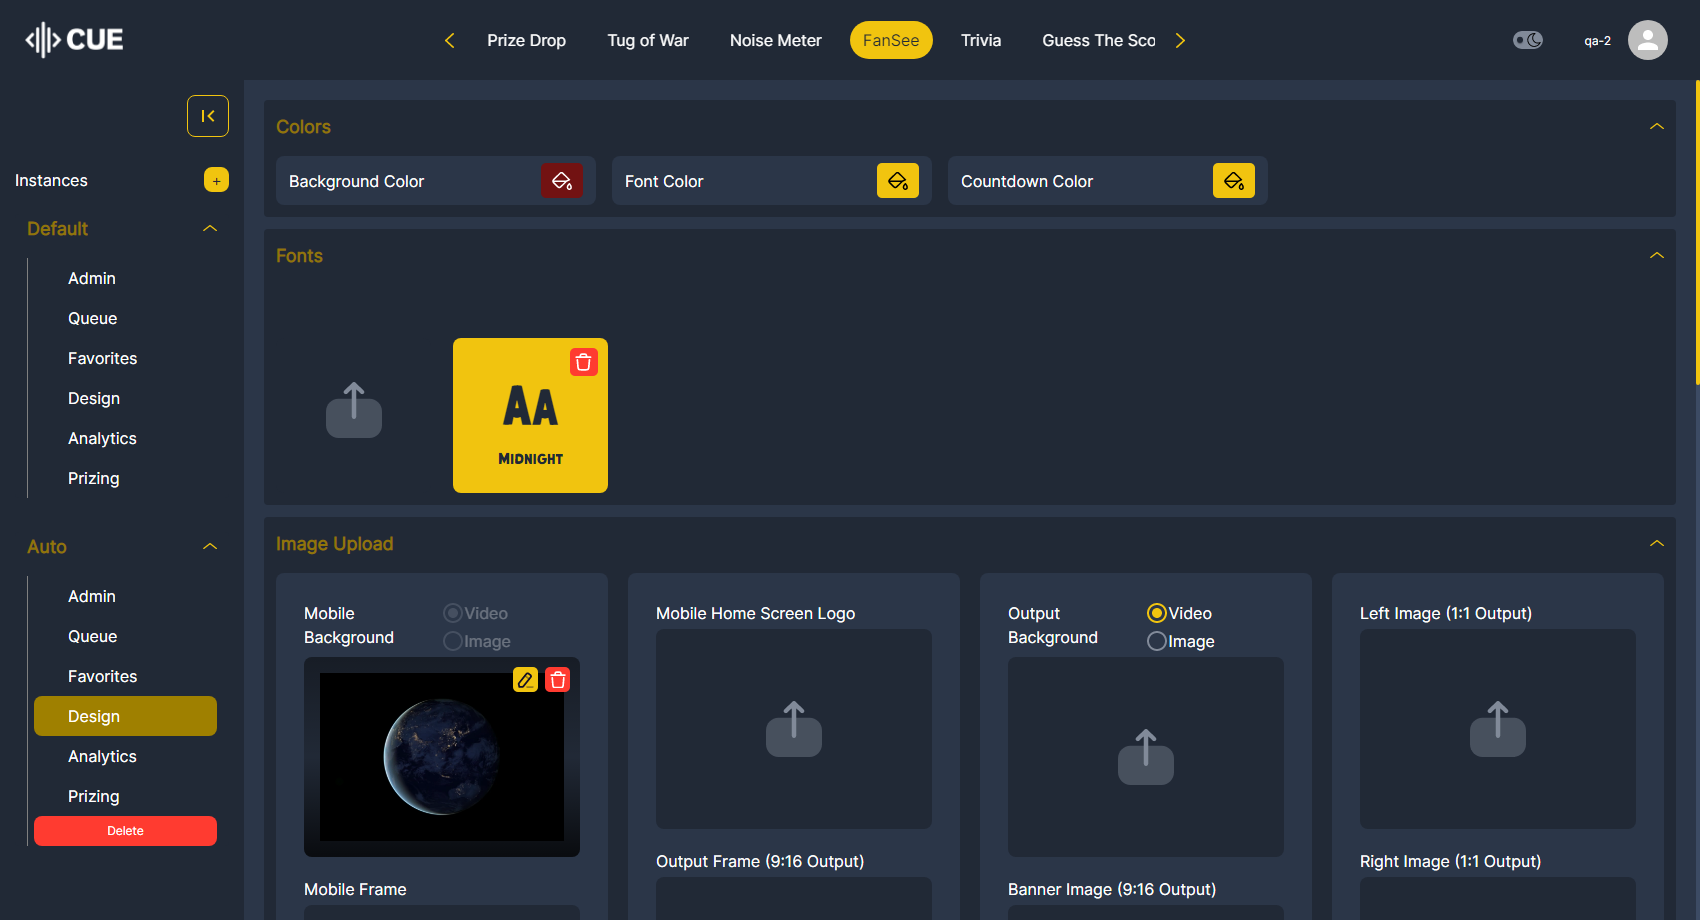 CUE
Prize Drop
Tug of War
Noise Meter
FanSee
Trivia
Guess The Sco
qa-2
Instances
+
Default
Admin
Queue
Favorites
Design
Analytics
Prizing
Auto
Admin
Queue
Favorites
Design
Analytics
Prizing
Delete
Colors
Background Color
Font Color
Countdown Color
Fonts
AA
MIDNIGHT
Image Upload
Mobile
Background
Video
Image
Mobile Frame
Mobile Home Screen Logo
Output Frame (9:16 Output)
Output
Background
Video
Image
Banner Image (9:16 Output)
Left Image (1:1 Output)
Right Image (1:1 Output)